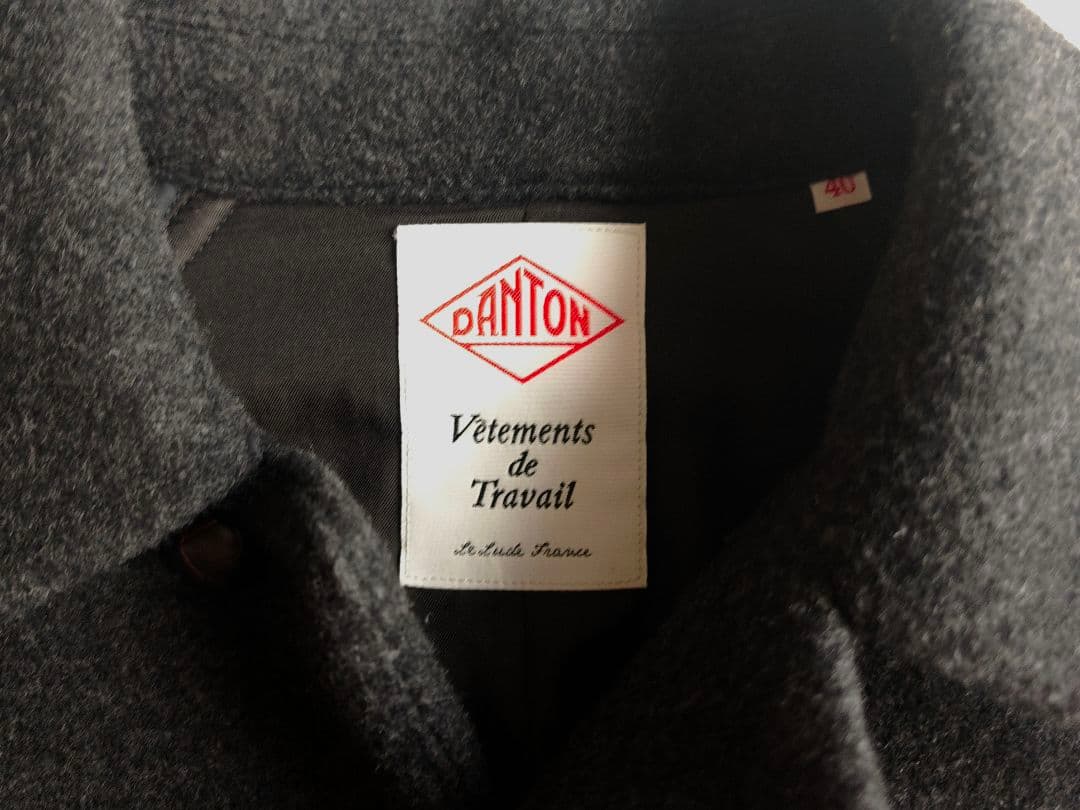 40
DANTON
Vêtements
de
Travail
Le Lude France